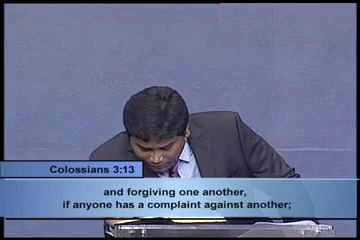 Colossians 3:13
and forgiving one another,
if anyone has a complaint against another;